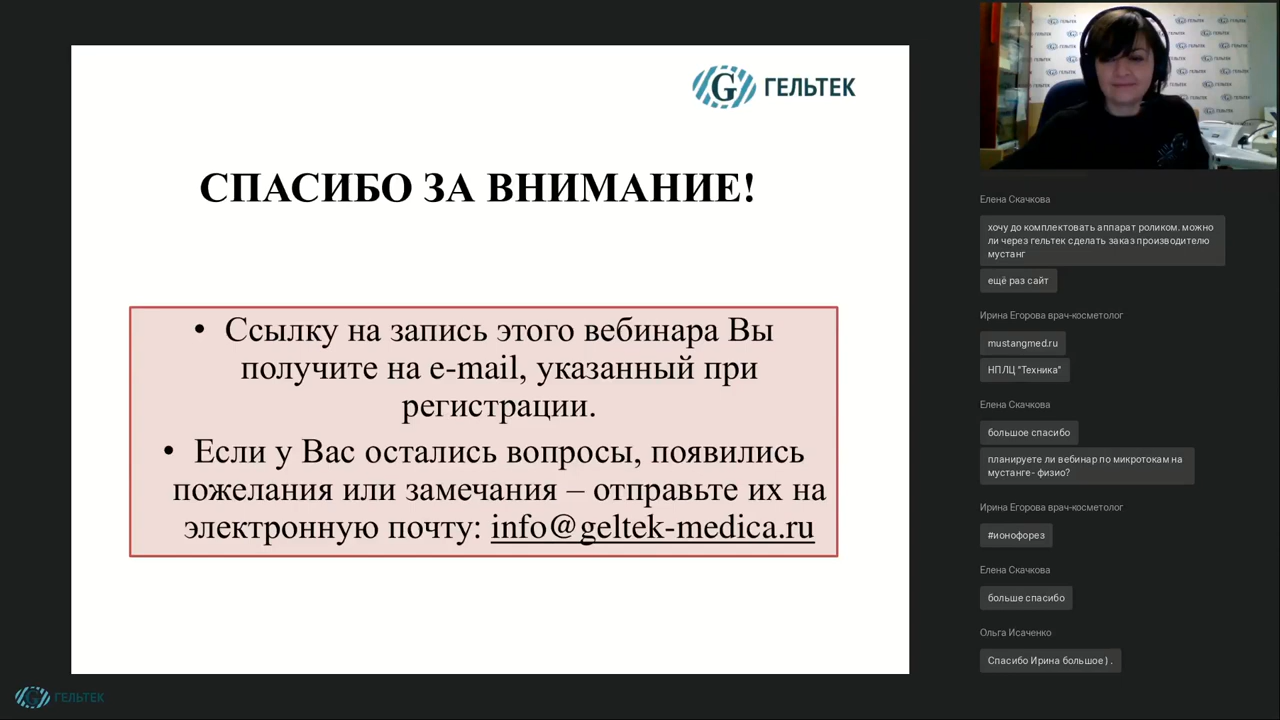 ГЕЛЬТЕК
СПАСИБО ЗА ВНИМАНИЕ!
• Ссылку на запись этого вебинара Вы
получите на e-mail, указанный при
регистрации.
• Если у Вас остались вопросы, появились
пожелания или замечания – отправьте их на
электронную почту: info@geltek-medica.ru
Елена Скачкова
хочу до комплектовать аппарат роликом. можно
ли через гельтек сделать заказ производителю
мустанг
ещё раз сайт
Ирина Егорова врач-косметолог
mustangmed.ru
НПЛЦ "Техника"
Елена Скачкова
большое спасибо
планируете ли вебинар по микротокам на
мустанге- физио?
Ирина Егорова врач-косметолог
#ионофорез
Елена Скачкова
больше спасибо
Ольга Исаченко
Спасибо Ирина большое ) .
ГЕЛЬТЕК